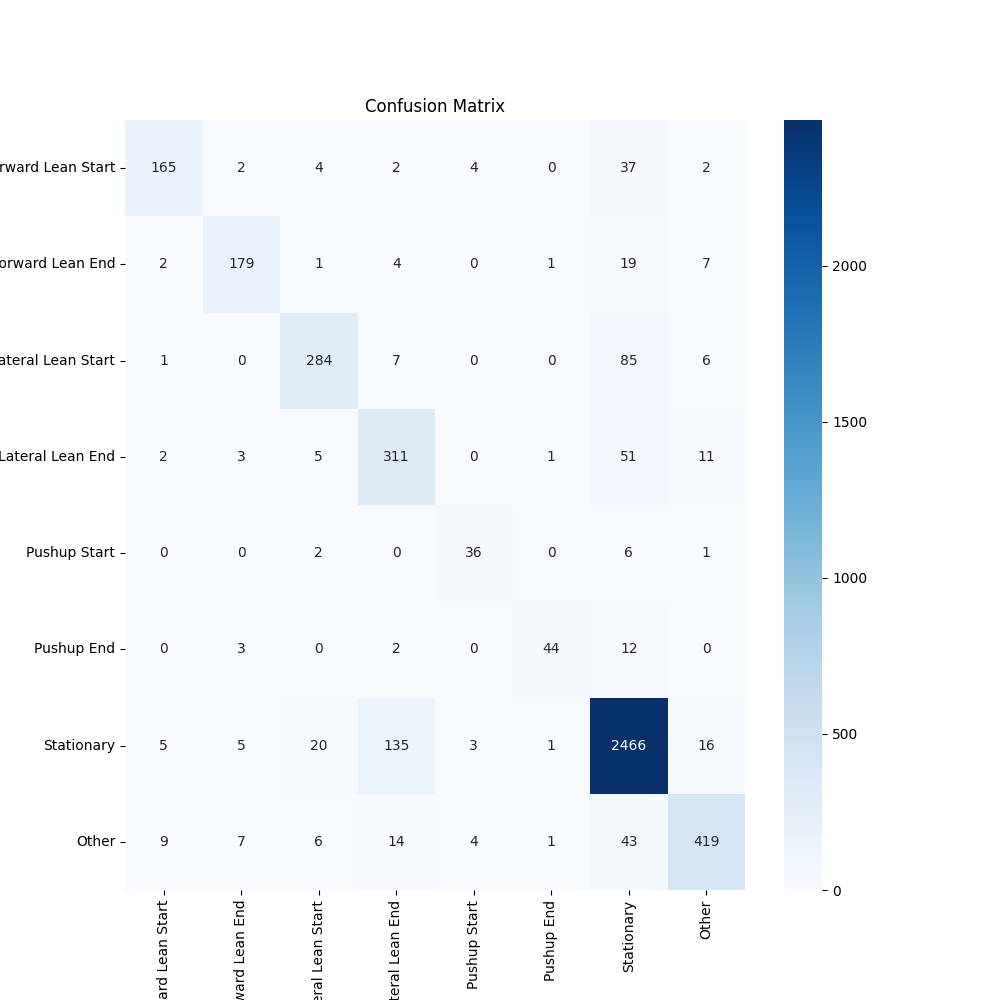 Confusion Matrix
rward Lean Start 165 2 4 2 4 0 37 2
orward Lean End 2 179 1 4 0 1 19 7
ateral Lean Start 1 0 284 7 0 0 85 6
Lateral Lean End 2 3 5 311 0 1 51 11
Pushup Start 0 0 2 0 36 0 6 1
Pushup End 0 3 0 2 0 44 12 0
Stationary 5 5 20 135 3 1 2466 16
Other 9 7 6 14 4 1 43 419
ard Lean Start
ward Lean End
eral Lean Start
teral Lean End
Pushup Start
Pushup End
Stationary
Other
2000
1500
1000
500
0